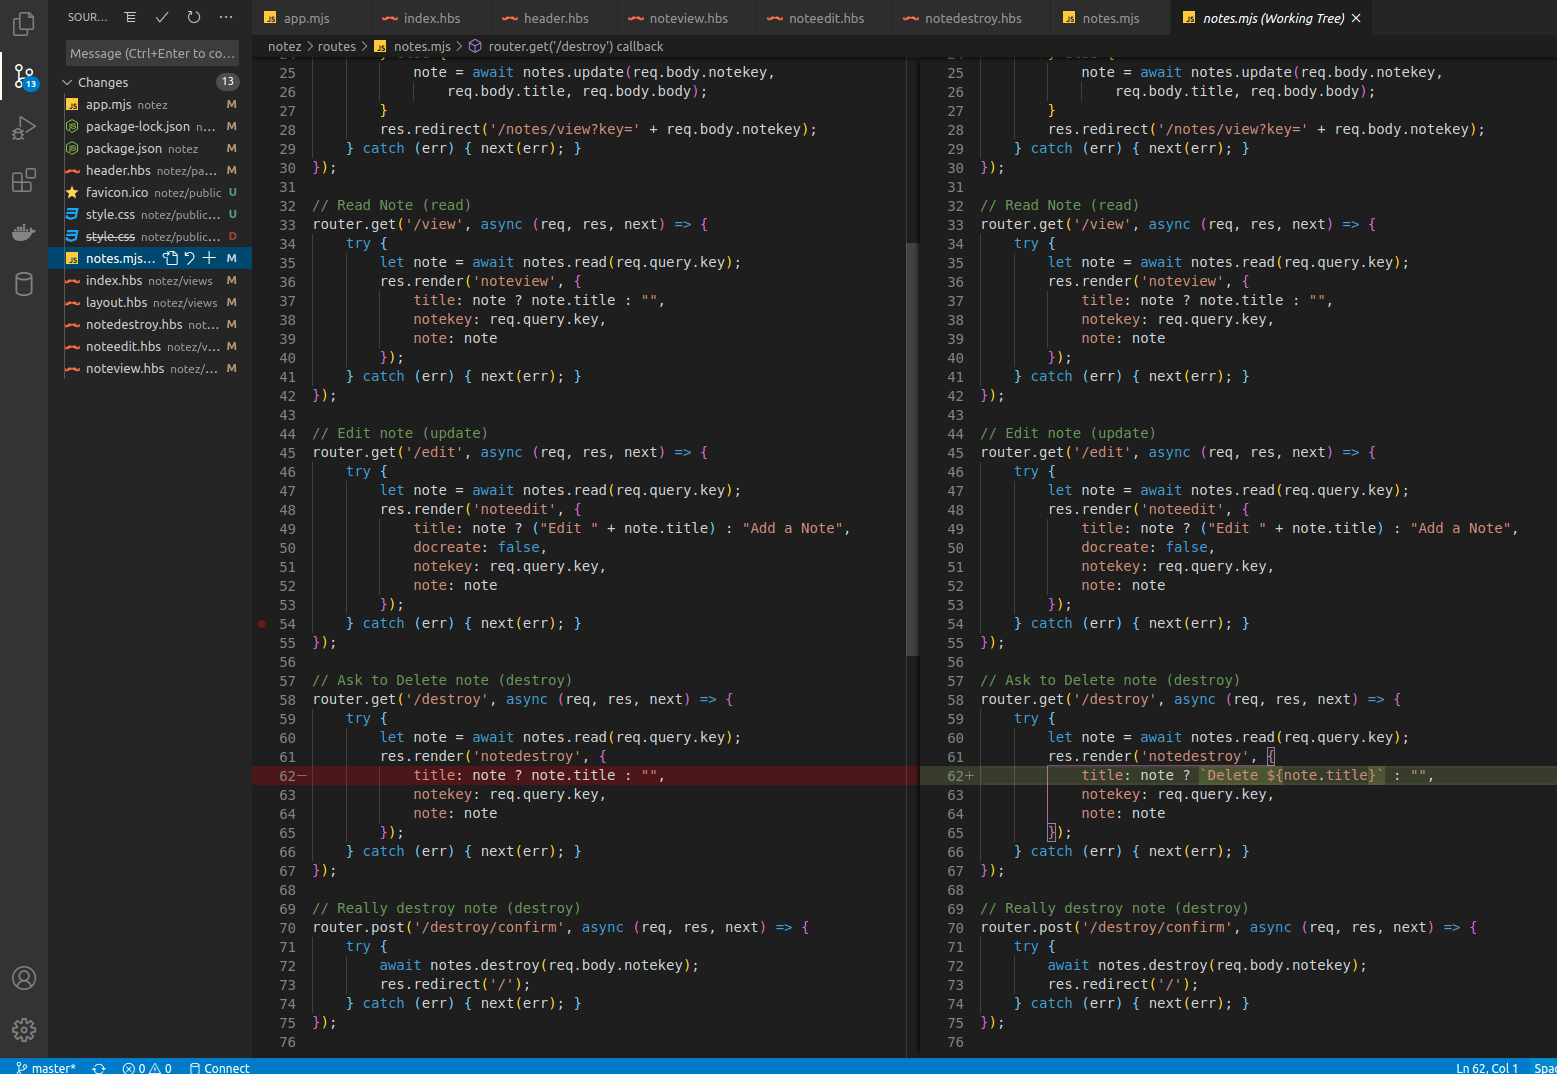 SOUR...
Message (Ctrl+Enter to co...
Changes 13
13
app.mjs notez M
package-lock.json n... M
package.json notez M
header.hbs notez/pa... M
favicon.ico notez/public U
style.css notez/public... U
style.css notez/public... D
notes.mjs... M
index.hbs notez/views M
layout.hbs notez/views M
notedestroy.hbs not... M
noteedit.hbs notez/v... M
noteview.hbs notez/... M
app.mjs index.hbs header.hbs noteview.hbs noteedit.hbs notedestroy.hbs JS notes.mjs JS notes.mjs (Working Tree) ×
notez > routes > JS notes.mjs > router.get('/destroy') callback
25 note = await notes.update(req.body.notekey,
26 req.body.title, req.body.body);
27 }
28 res.redirect('/notes/view?key=' + req.body.notekey);
29 } catch (err) { next(err); }
30 });
31
32 // Read Note (read)
33 router.get('/view', async (req, res, next) => {
34 try {
35 let note = await notes.read(req.query.key);
36 res.render('noteview', {
37 title: note ? note.title : "",
38 notekey: req.query.key,
39 note: note
40 });
41 } catch (err) { next(err); }
42 });
43
44 // Edit note (update)
45 router.get('/edit', async (req, res, next) => {
46 try {
47 let note = await notes.read(req.query.key);
48 res.render('noteedit', {
49 title: note ? ("Edit " + note.title) : "Add a Note",
50 docreate: false,
51 notekey: req.query.key,
52 note: note
53 });
54 } catch (err) { next(err); }
55 });
56
57 // Ask to Delete note (destroy)
58 router.get('/destroy', async (req, res, next) => {
59 try {
60 let note = await notes.read(req.query.key);
61 res.render('notedestroy', {
62— title: note ? note.title : "",
63 notekey: req.query.key,
64 note: note
65 });
66 } catch (err) { next(err); }
67 });
68
69 // Really destroy note (destroy)
70 router.post('/destroy/confirm', async (req, res, next) => {
71 try {
72 await notes.destroy(req.body.notekey);
73 res.redirect('/');
74 } catch (err) { next(err); }
75 });
76
25 note = await notes.update(req.body.notekey,
26 req.body.title, req.body.body);
27 }
28 res.redirect('/notes/view?key=' + req.body.notekey);
29 } catch (err) { next(err); }
30 });
31
32 // Read Note (read)
33 router.get('/view', async (req, res, next) => {
34 try {
35 let note = await notes.read(req.query.key);
36 res.render('noteview', {
37 title: note ? note.title : "",
38 notekey: req.query.key,
39 note: note
40 });
41 } catch (err) { next(err); }
42 });
43
44 // Edit note (update)
45 router.get('/edit', async (req, res, next) => {
46 try {
47 let note = await notes.read(req.query.key);
48 res.render('noteedit', {
49 title: note ? ("Edit " + note.title) : "Add a Note",
50 docreate: false,
51 notekey: req.query.key,
52 note: note
53 });
54 } catch (err) { next(err); }
55 });
56
57 // Ask to Delete note (destroy)
58 router.get('/destroy', async (req, res, next) => {
59 try {
60 let note = await notes.read(req.query.key);
61 res.render('notedestroy', {
62+ title: note ? `Delete ${note.title}` : "",
63 notekey: req.query.key,
64 note: note
65 });
66 } catch (err) { next(err); }
67 });
68
69 // Really destroy note (destroy)
70 router.post('/destroy/confirm', async (req, res, next) => {
71 try {
72 await notes.destroy(req.body.notekey);
73 res.redirect('/');
74 } catch (err) { next(err); }
75 });
76
master* 0 0 Connect Ln 62, Col 1